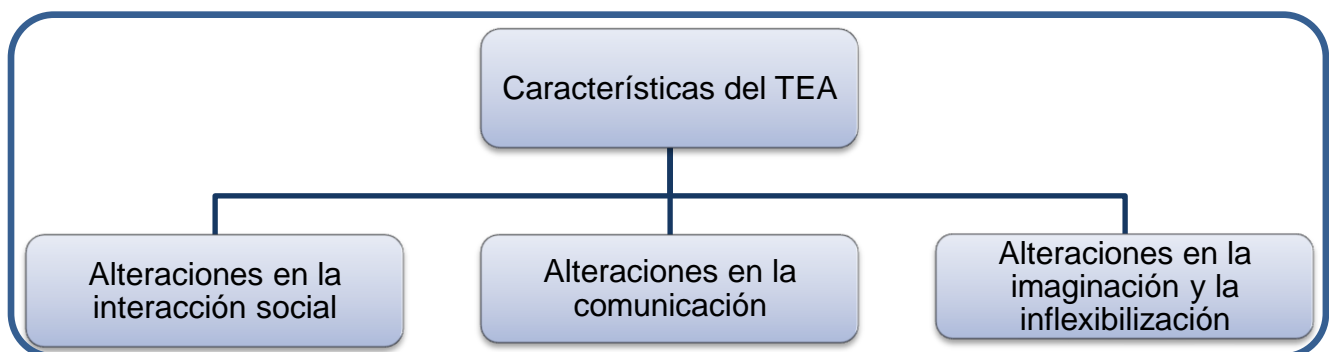 Características del TEA
Alteraciones en la
interacción social
Alteraciones en la
comunicación
Alteraciones en la
imaginación y la
inflexibilización